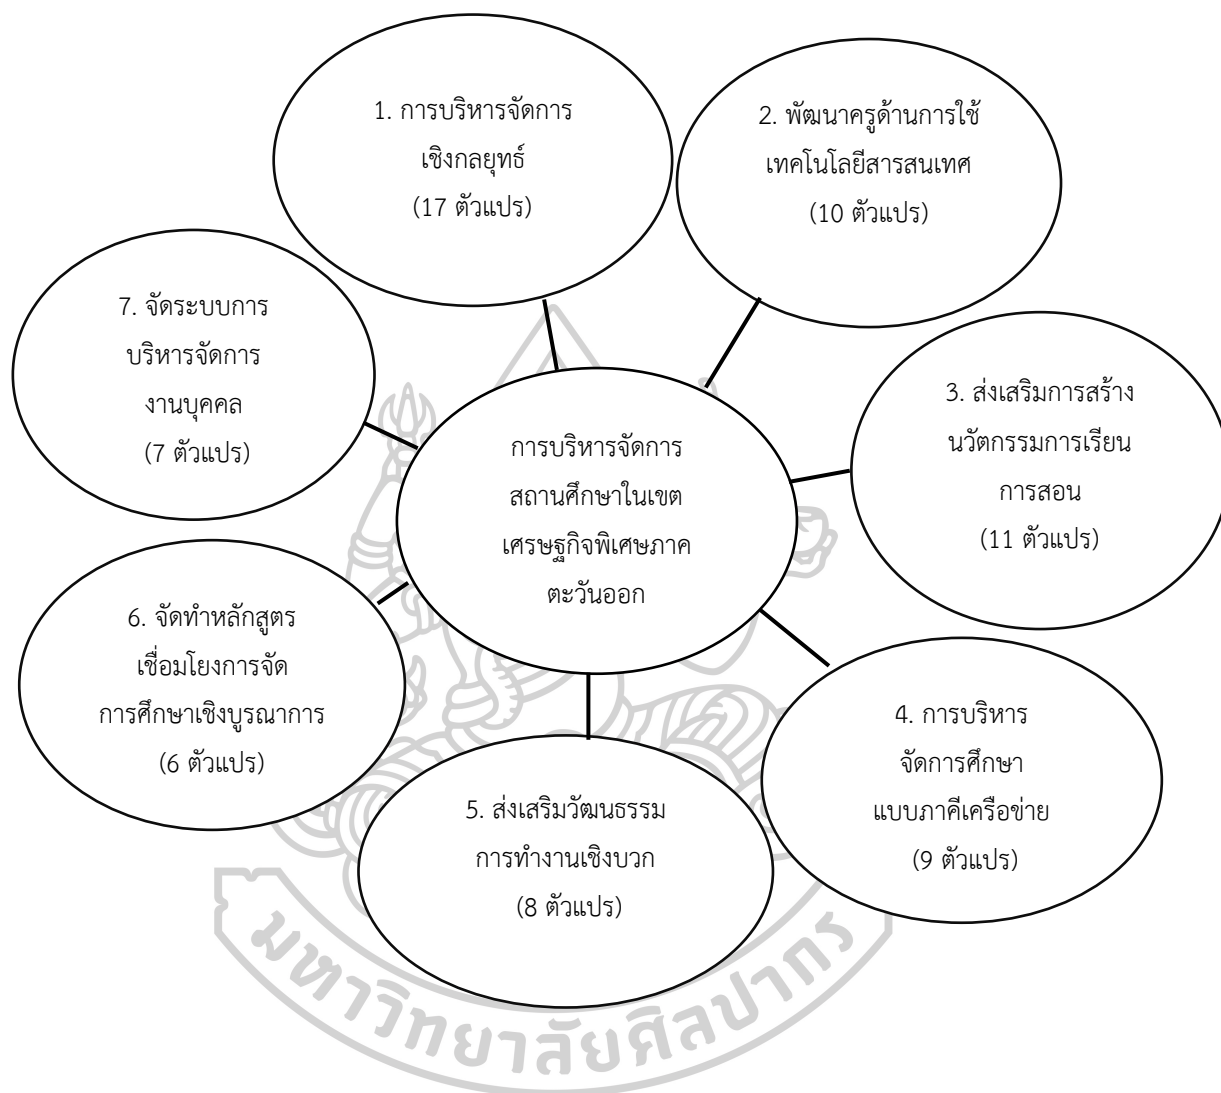 1. การบริหารจัดการ
เชิงกลยุทธ์
(17 ตัวแปร)
2. พัฒนาครูด้านการใช้
เทคโนโลยีสารสนเทศ
(10 ตัวแปร)
3. ส่งเสริมการสร้าง
นวัตกรรมการเรียน
การสอน
(11 ตัวแปร)
4. การบริหาร
จัดการศึกษา
แบบภาคีเครือข่าย
(9 ตัวแปร)
5. ส่งเสริมวัฒนธรรม
การทำงานเชิงบวก
(8 ตัวแปร)
6. จัดทำหลักสูตร
เชื่อมโยงการจัด
การศึกษาเชิงบูรณาการ
(6 ตัวแปร)
7. จัดระบบการ
บริหารจัดการ
งานบุคคล
(7 ตัวแปร)
การบริหารจัดการ
สถานศึกษาในเขต
เศรษฐกิจพิเศษภาค
ตะวันออก
มหาวิทยาลัยศิลปากร